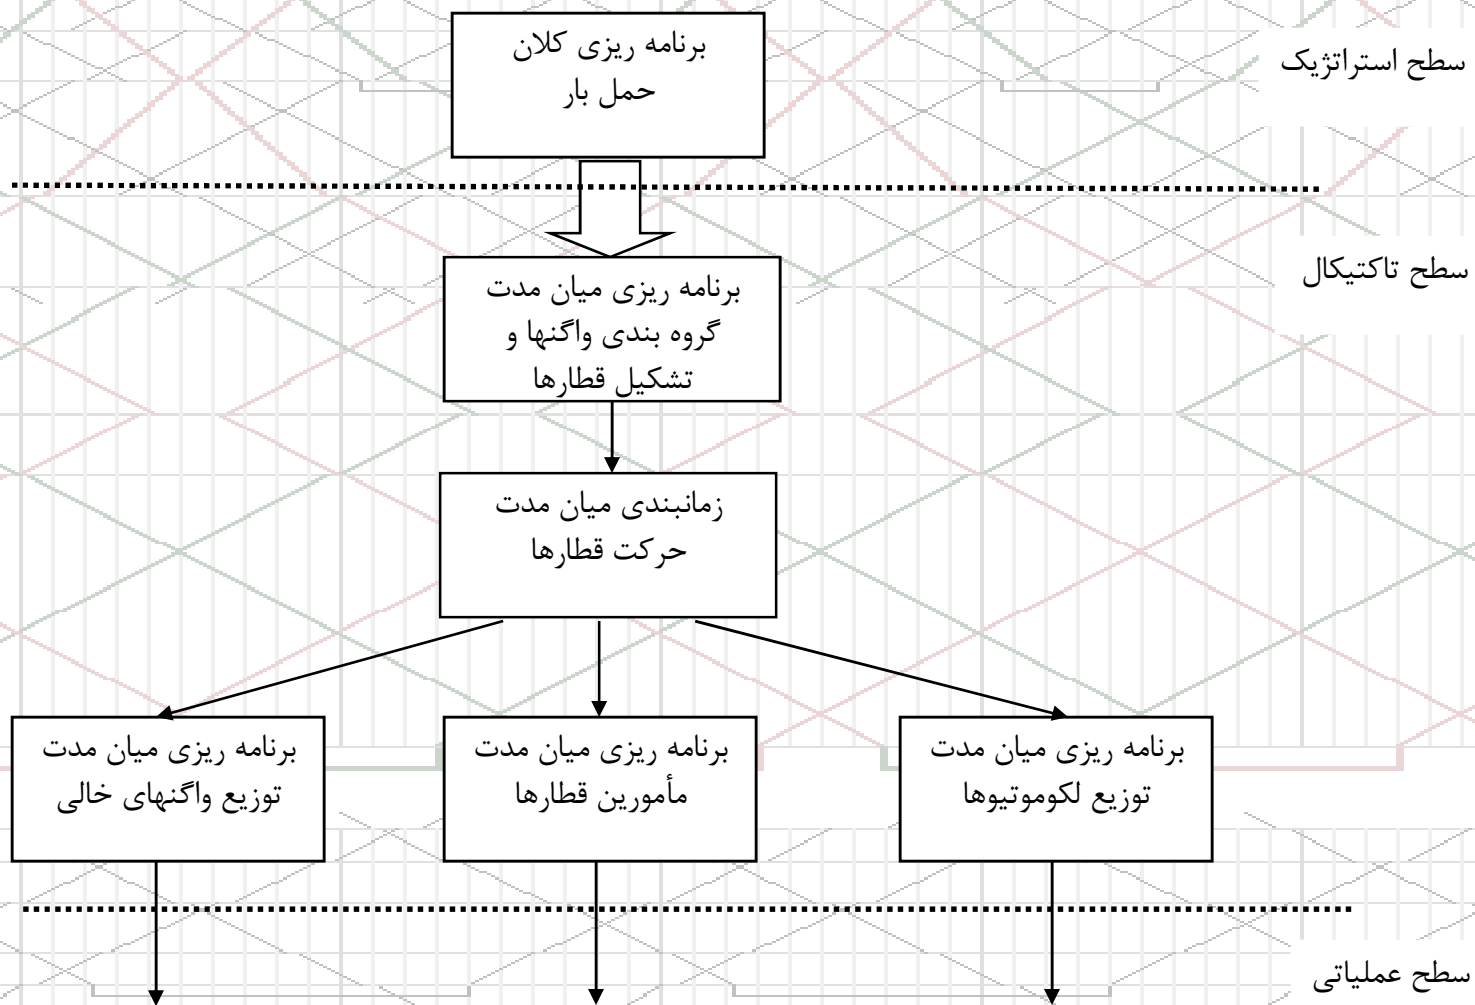 برنامه ریزی کلان
حمل بار
سطح استراتژیک
برنامه ریزی میان مدت
گروه بندی واگنها و
تشکیل قطارها
سطح تاکتیکال
زمانبندی میان مدت
حرکت قطارها
برنامه ریزی میان مدت
توزیع لکوموتیوها
برنامه ریزی میان مدت
مأمورین قطارها
برنامه ریزی میان مدت
توزیع واگنهای خالی
سطح عملیاتی